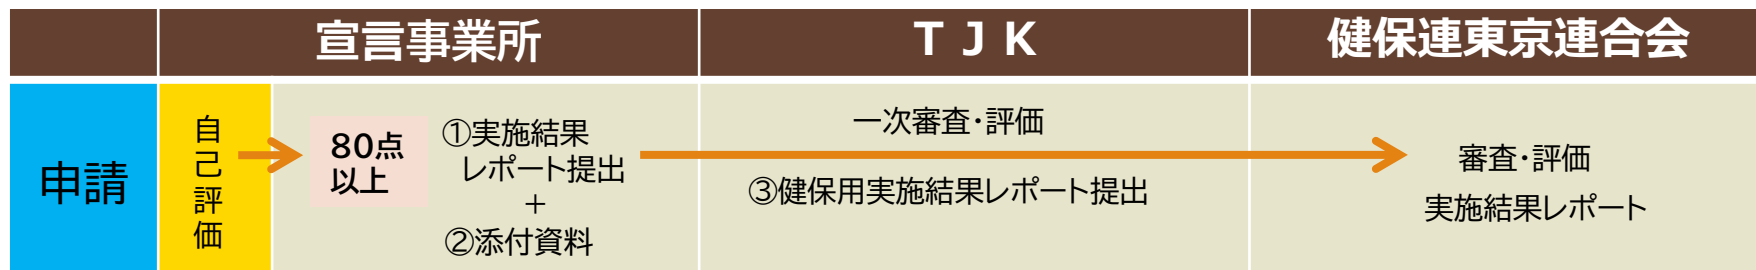 宣言事業所
ＴＪＫ
健保連東京連合会
申請
自己評価
80点
以上
①実施結果
レポート提出
＋
②添付資料
一次審査・評価
③健保用実施結果レポート提出
審査・評価
実施結果レポート